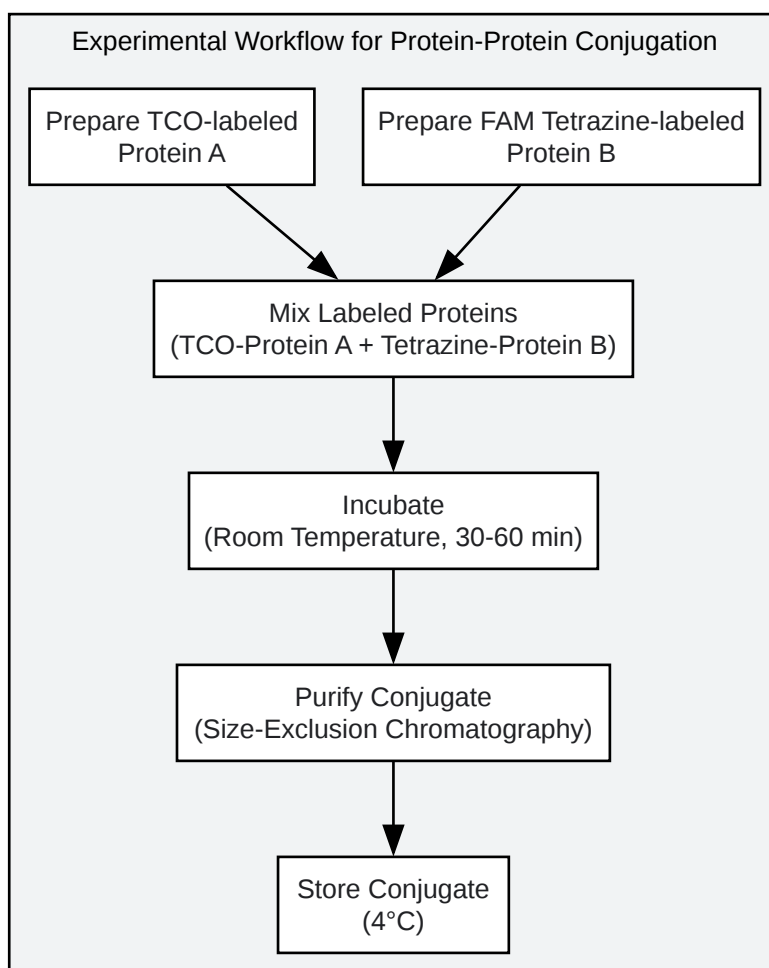 Experimental Workflow for Protein-Protein Conjugation
Prepare TCO-labeled
Protein A
Prepare FAM Tetrazine-labeled
Protein B
Mix Labeled Proteins
(TCO-Protein A + Tetrazine-Protein B)
Incubate
(Room Temperature, 30-60 min)
Purify Conjugate
(Size-Exclusion Chromatography)
Store Conjugate
(4°C)